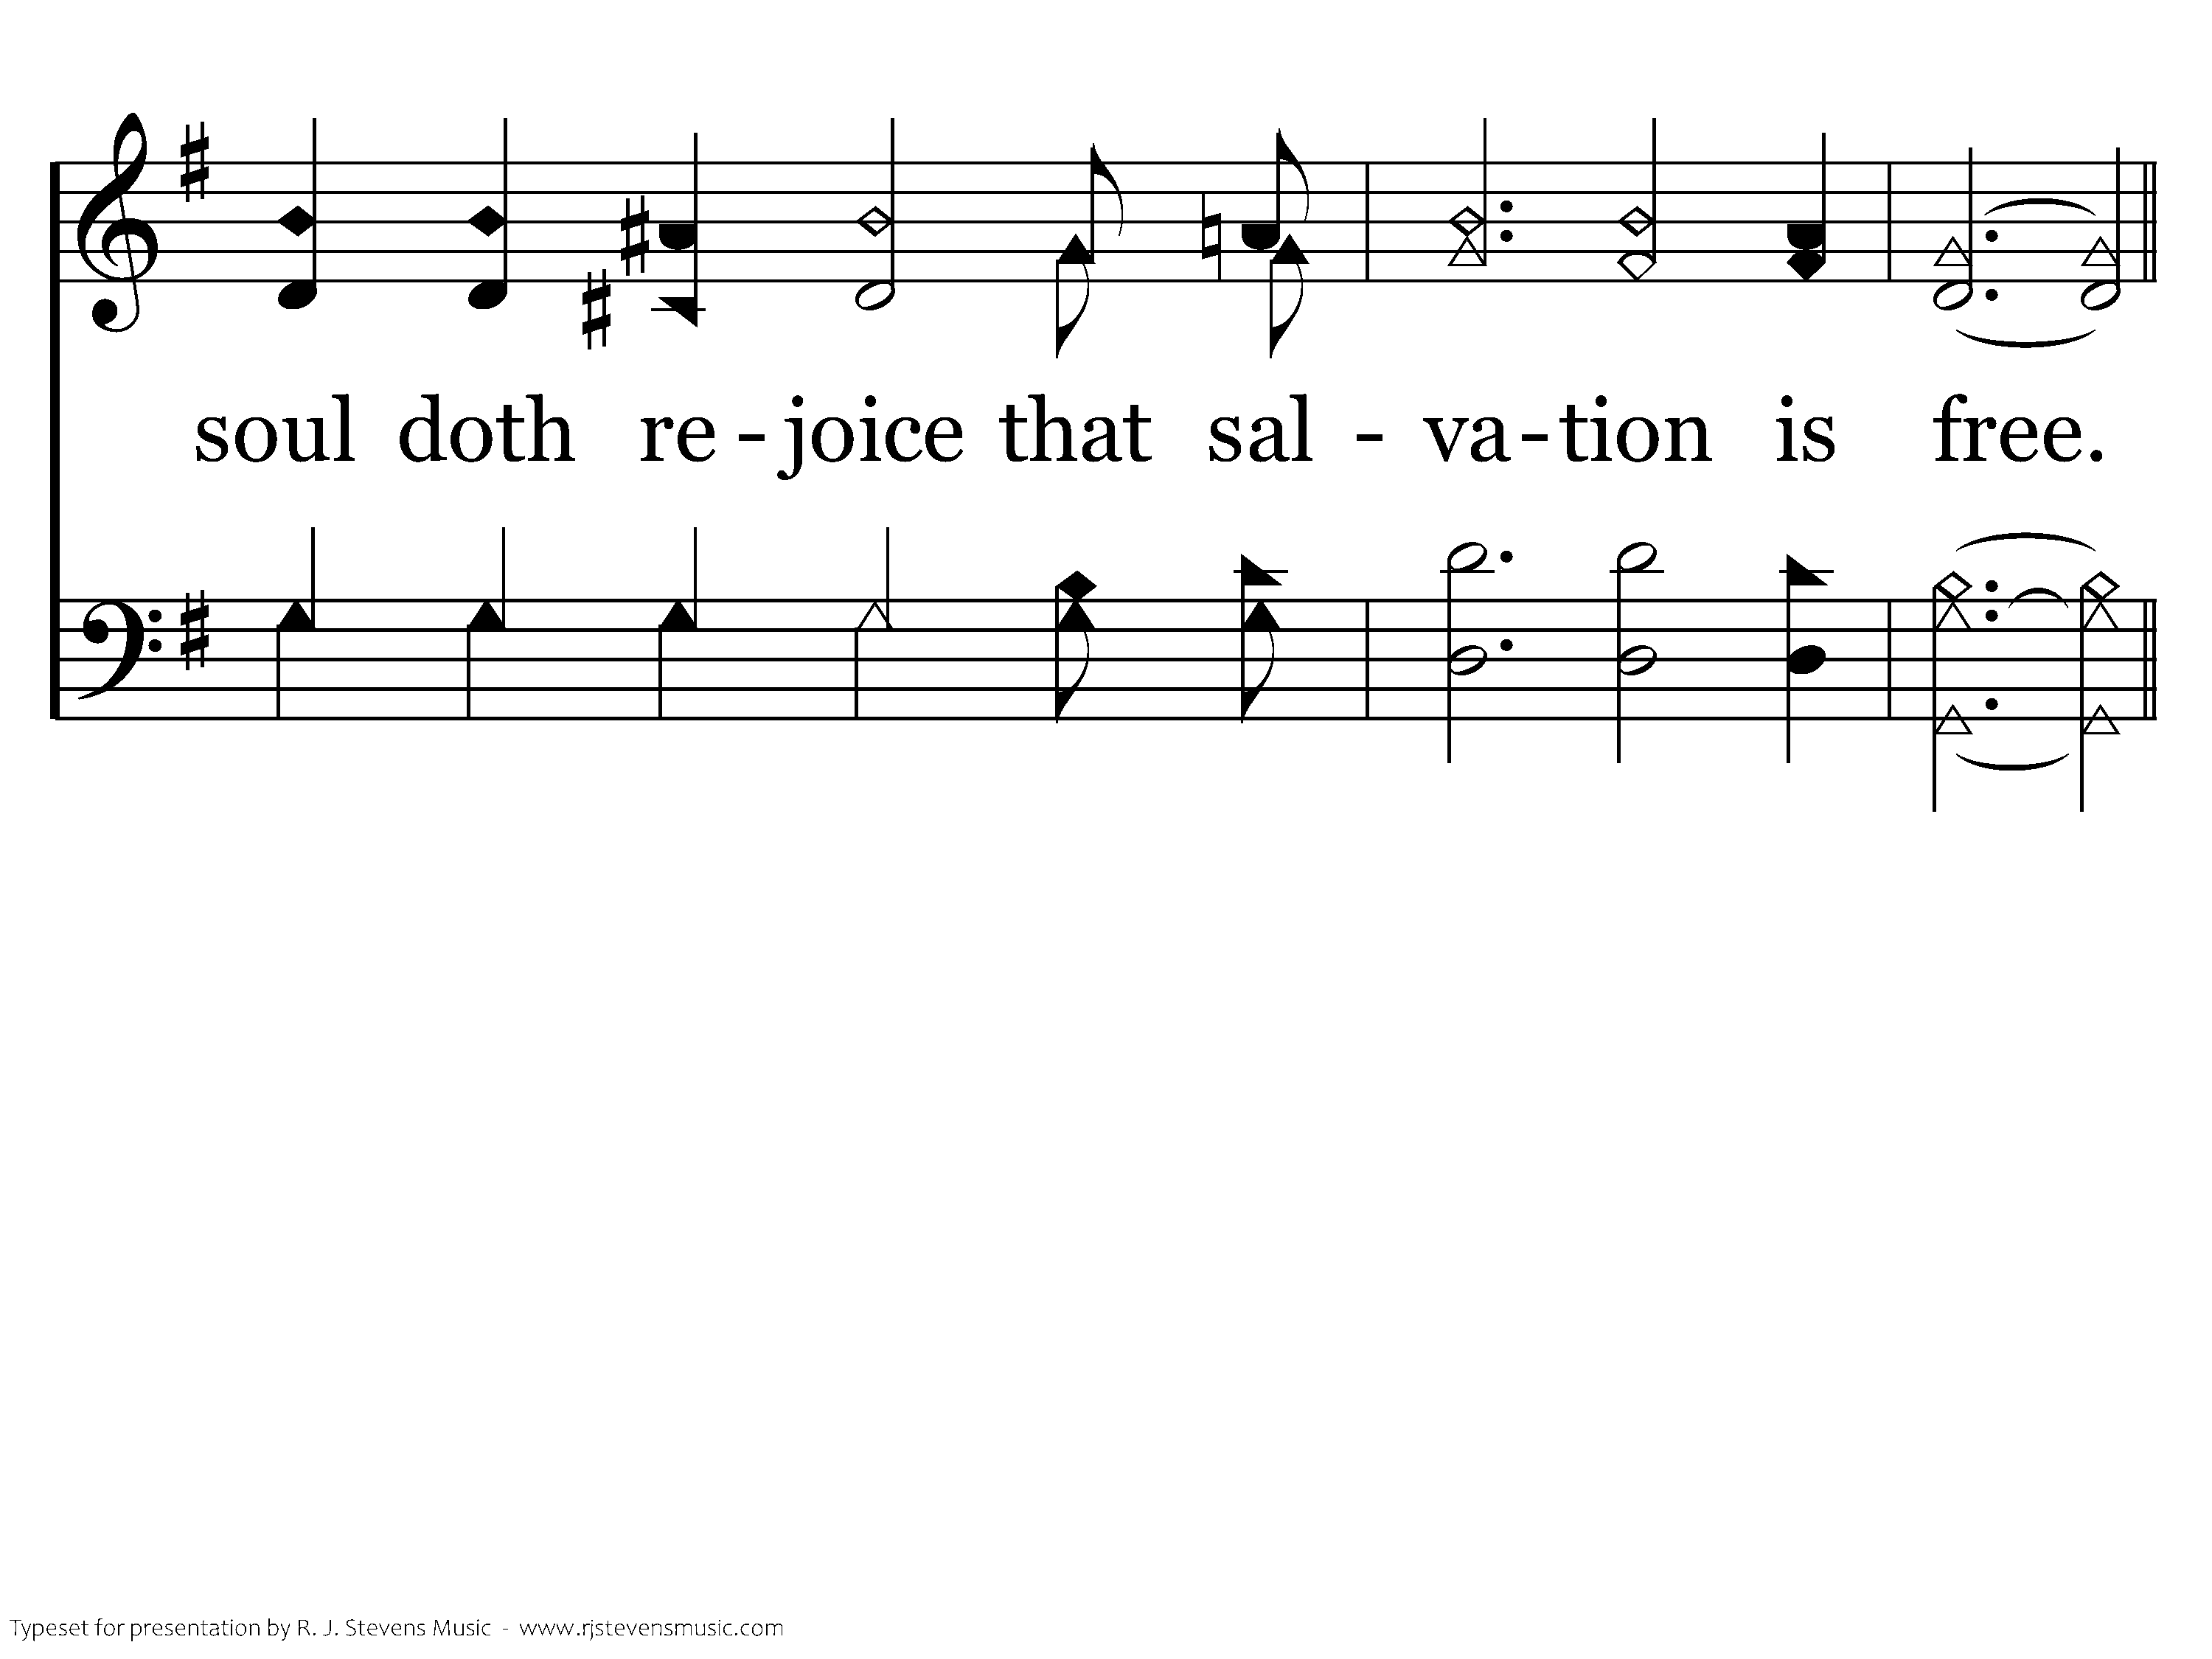 soul doth re - joice that sal - va - tion is free.
Typeset for presentation by R. J. Stevens Music - www.rjstevensmusic.com